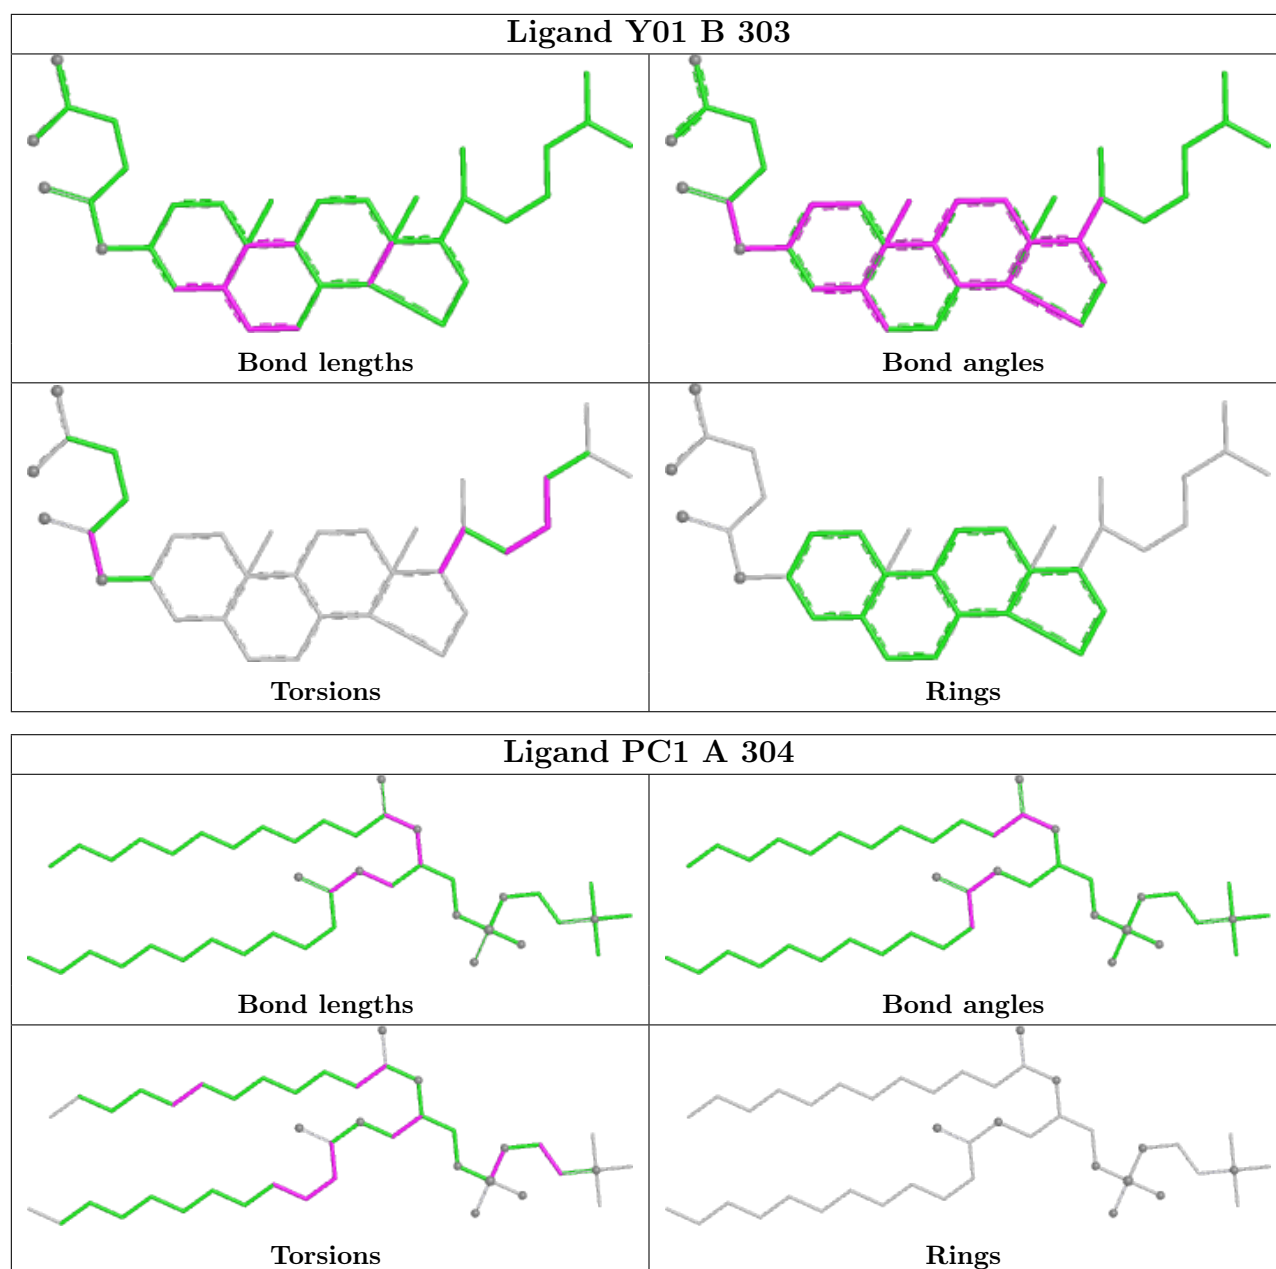 Ligand Y01 B 303
Bond lengths
Bond angles
Torsions
Rings
Ligand PC1 A 304
Bond lengths
Bond angles
Torsions
Rings